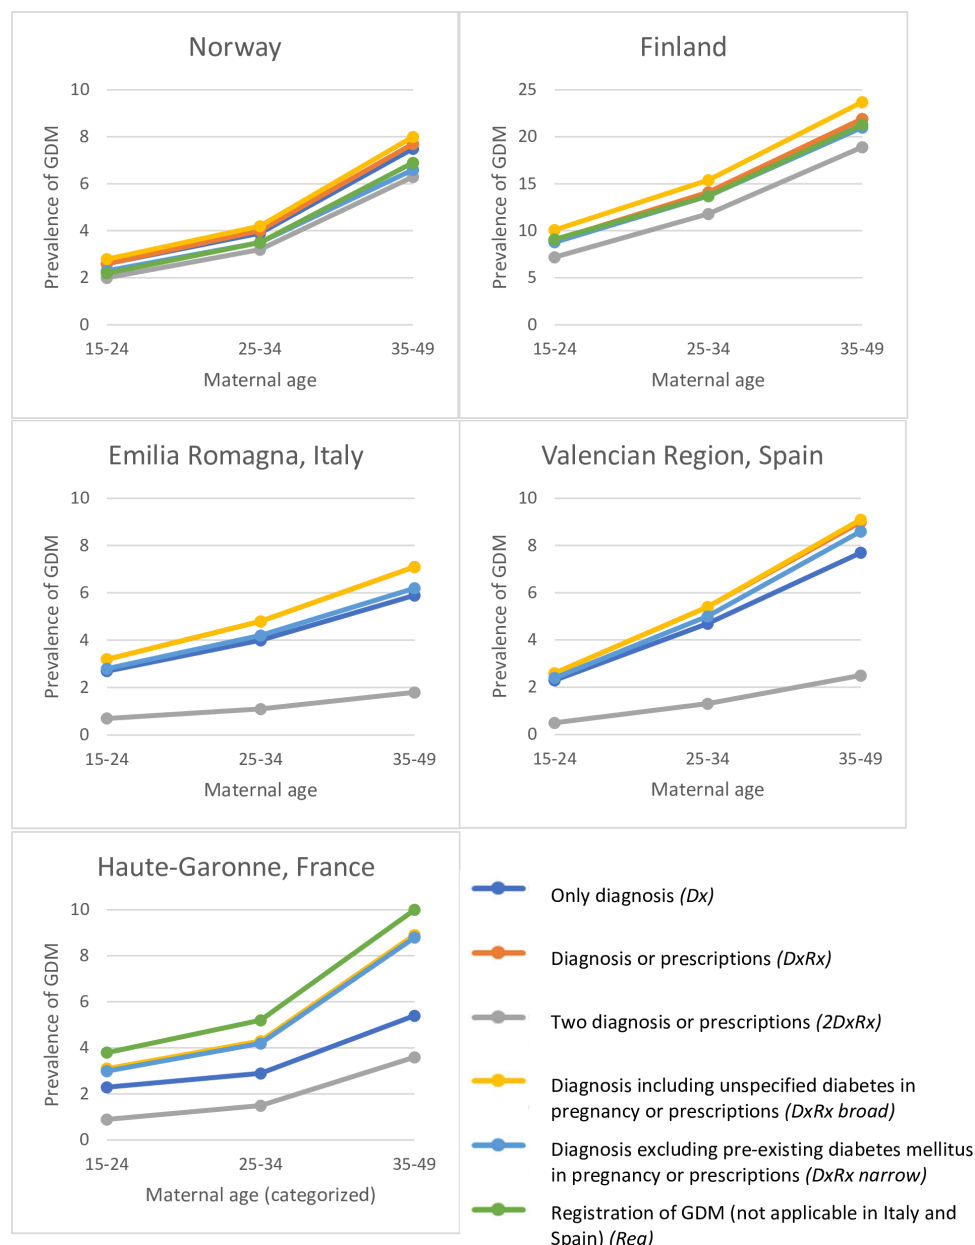 Norway
Prevalence of GDM
10
8
6
4
2
0
15-24 25-34 35-49
Maternal age
Finland
Prevalence of GDM
25
20
15
10
5
0
15-24 25-34 35-49
Maternal age
Emilia Romagna, Italy
Prevalence of GDM
10
8
6
4
2
0
15-24 25-34 35-49
Maternal age
Valencian Region, Spain
Prevalence of GDM
10
8
6
4
2
0
15-24 25-34 35-49
Maternal age
Haute-Garonne, France
Prevalence of GDM
10
8
6
4
2
0
15-24 25-34 35-49
Maternal age (categorized)
Only diagnosis (Dx)
Diagnosis or prescriptions (DxRx)
Two diagnosis or prescriptions (2DxRx)
Diagnosis including unspecified diabetes in
pregnancy or prescriptions (DxRx broad)
Diagnosis excluding pre-existing diabetes mellitus
in pregnancy or prescriptions (DxRx narrow)
Registration of GDM (not applicable in Italy and
Spain) (Reg)